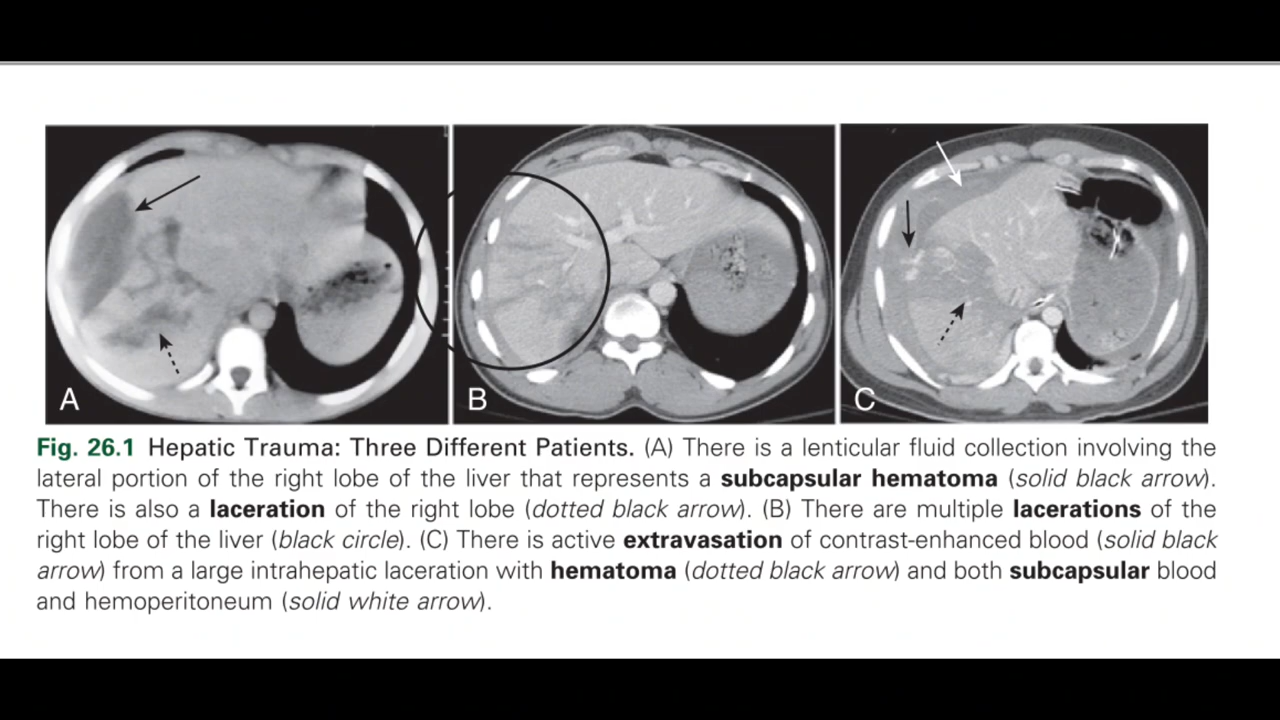 A
B
C
Fig. 26.1 Hepatic Trauma: Three Different Patients. (A) There is a lenticular fluid collection involving the
lateral portion of the right lobe of the liver that represents a subcapsular hematoma (solid black arrow).
There is also a laceration of the right lobe (dotted black arrow). (B) There are multiple lacerations of the
right lobe of the liver (black circle). (C) There is active extravasation of contrast-enhanced blood (solid black
arrow) from a large intrahepatic laceration with hematoma (dotted black arrow) and both subcapsular blood
and hemoperitoneum (solid white arrow).